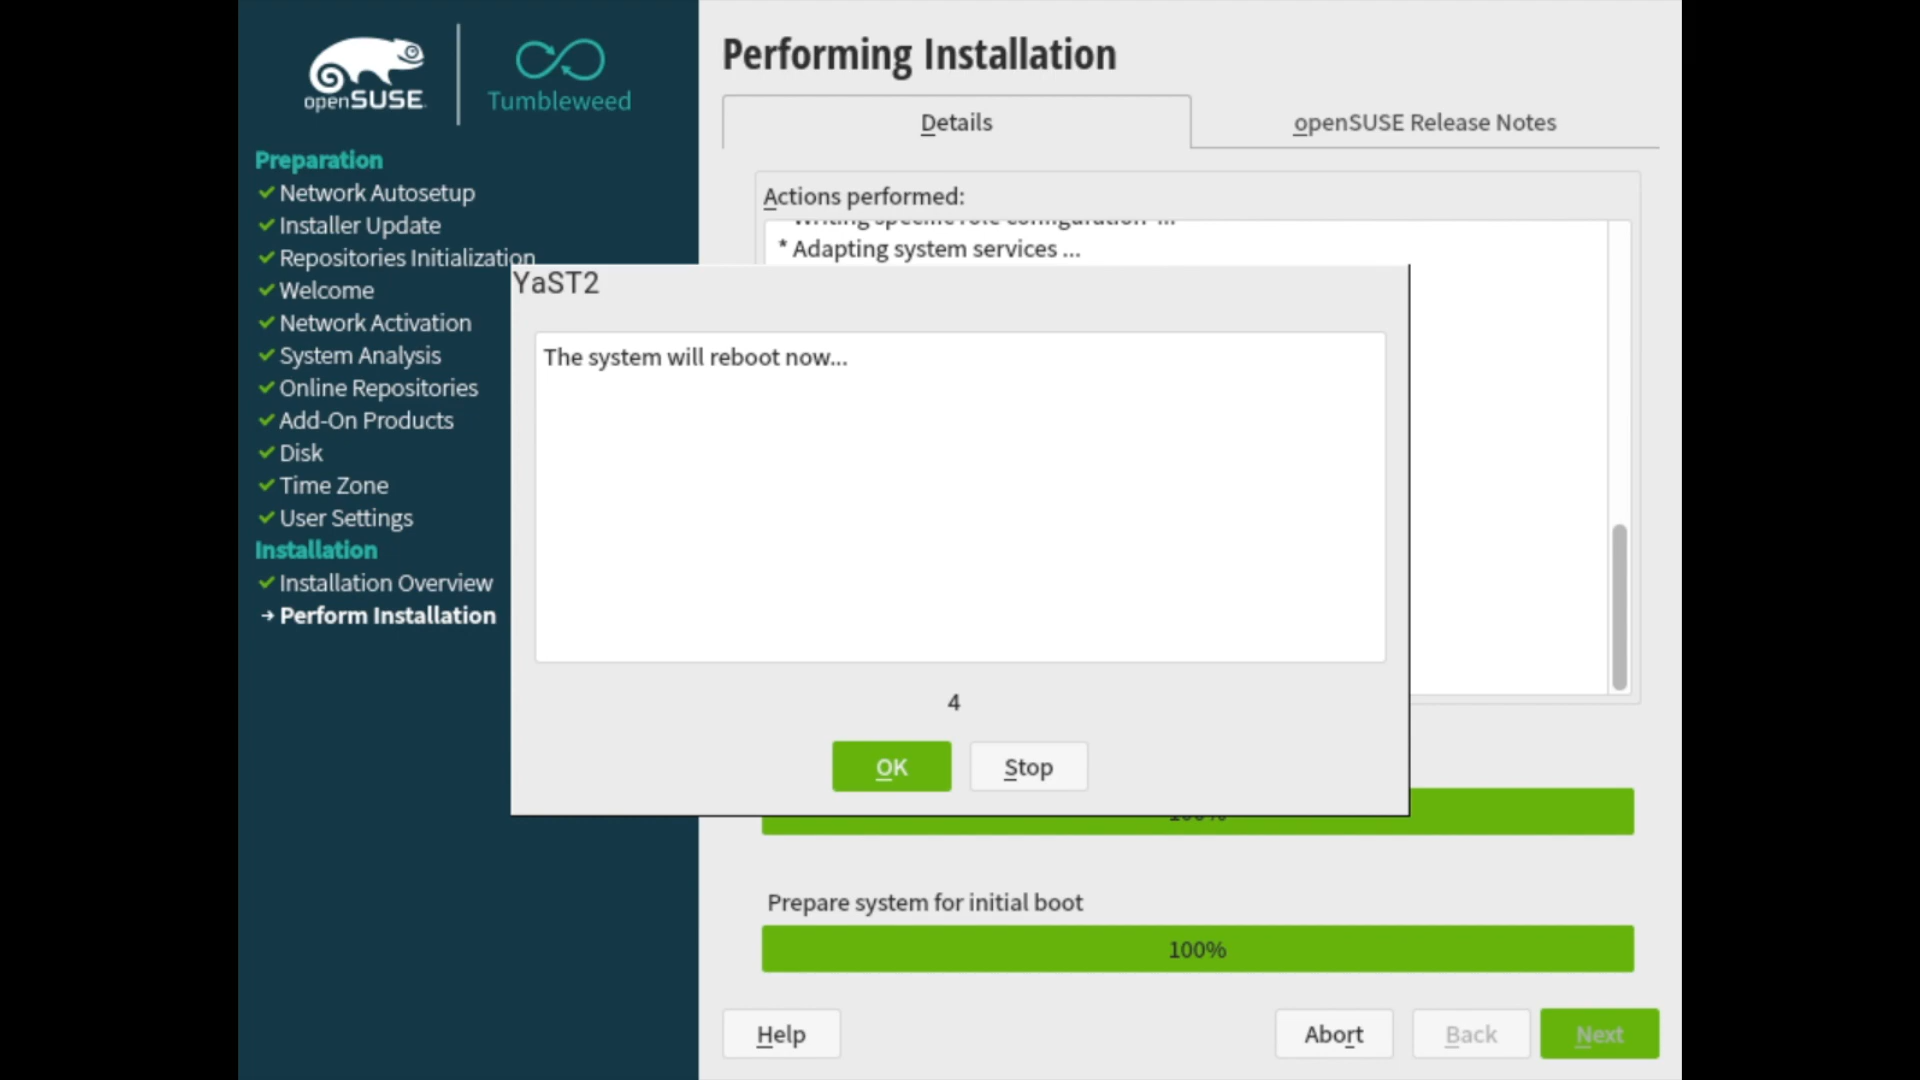 openSUSE
Tumbleweed
Preparation
Network Autosetup
Installer Update
Repositories Initialization
Welcome
Network Activation
System Analysis
Online Repositories
Add-On Products
Disk
Time Zone
User Settings
Installation
Installation Overview
Perform Installation
Performing Installation
Details
openSUSE Release Notes
Actions performed:
* Adapting system services ...
YaST2
The system will reboot now...
4
OK
Stop
100%
Prepare system for initial boot
100%
Help
Abort
Back
Next